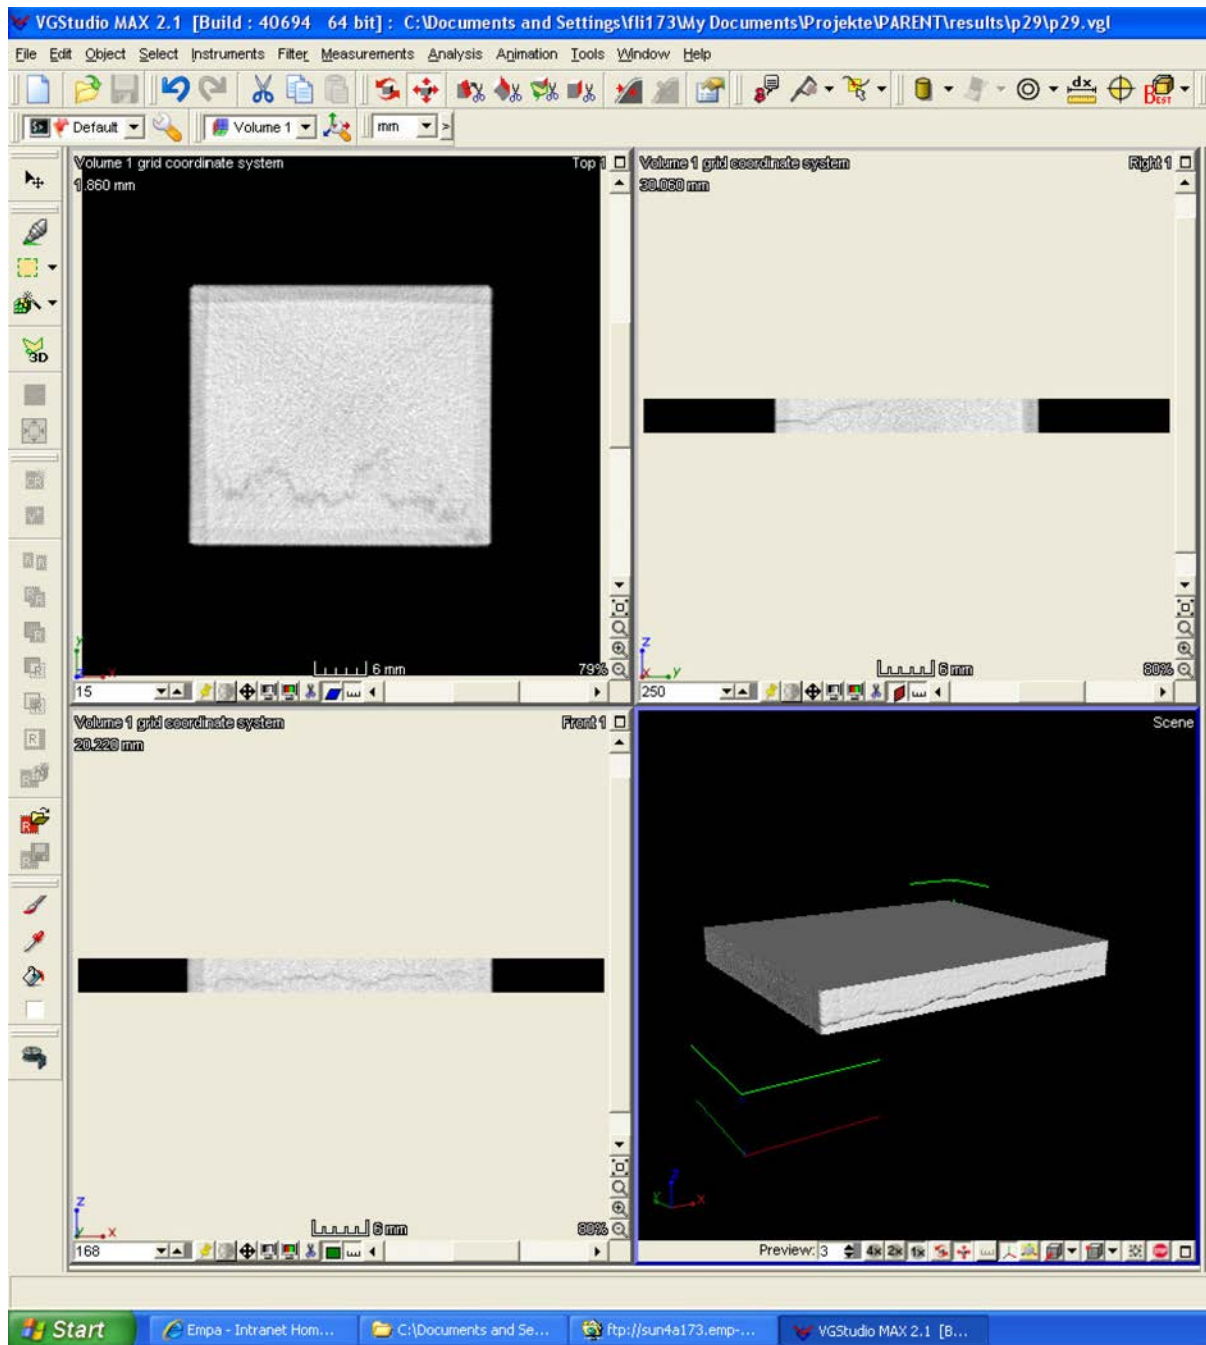 VGStudio MAX 2.1 [Build : 40694 64 bit] : C:\Documents and Settings\fli173\My Documents\Projekte\PARENT\results\p29\p29.vgl
File Edit Object Select Instruments Filter Measurements Analysis Animation Tools Window Help
dx
BEST
Default Volume 1 mm >
Volume 1 grid coordinate system Top 1
1.860 mm
y
x
6 mm 79%
15
Volume 1 grid coordinate system Right 1
30.060 mm
z
x y
6 mm 80%
250
3D
CR
R
Volume 1 grid coordinate system Front 1
20.220 mm
z
y x
6 mm 80%
168
Scene
z
y x
Preview: 3 4x 2x 1x
Start Empa - Intranet Hom... C:\Documents and Se... ftp://sun4a173.emp-... VGStudio MAX 2.1 [B...